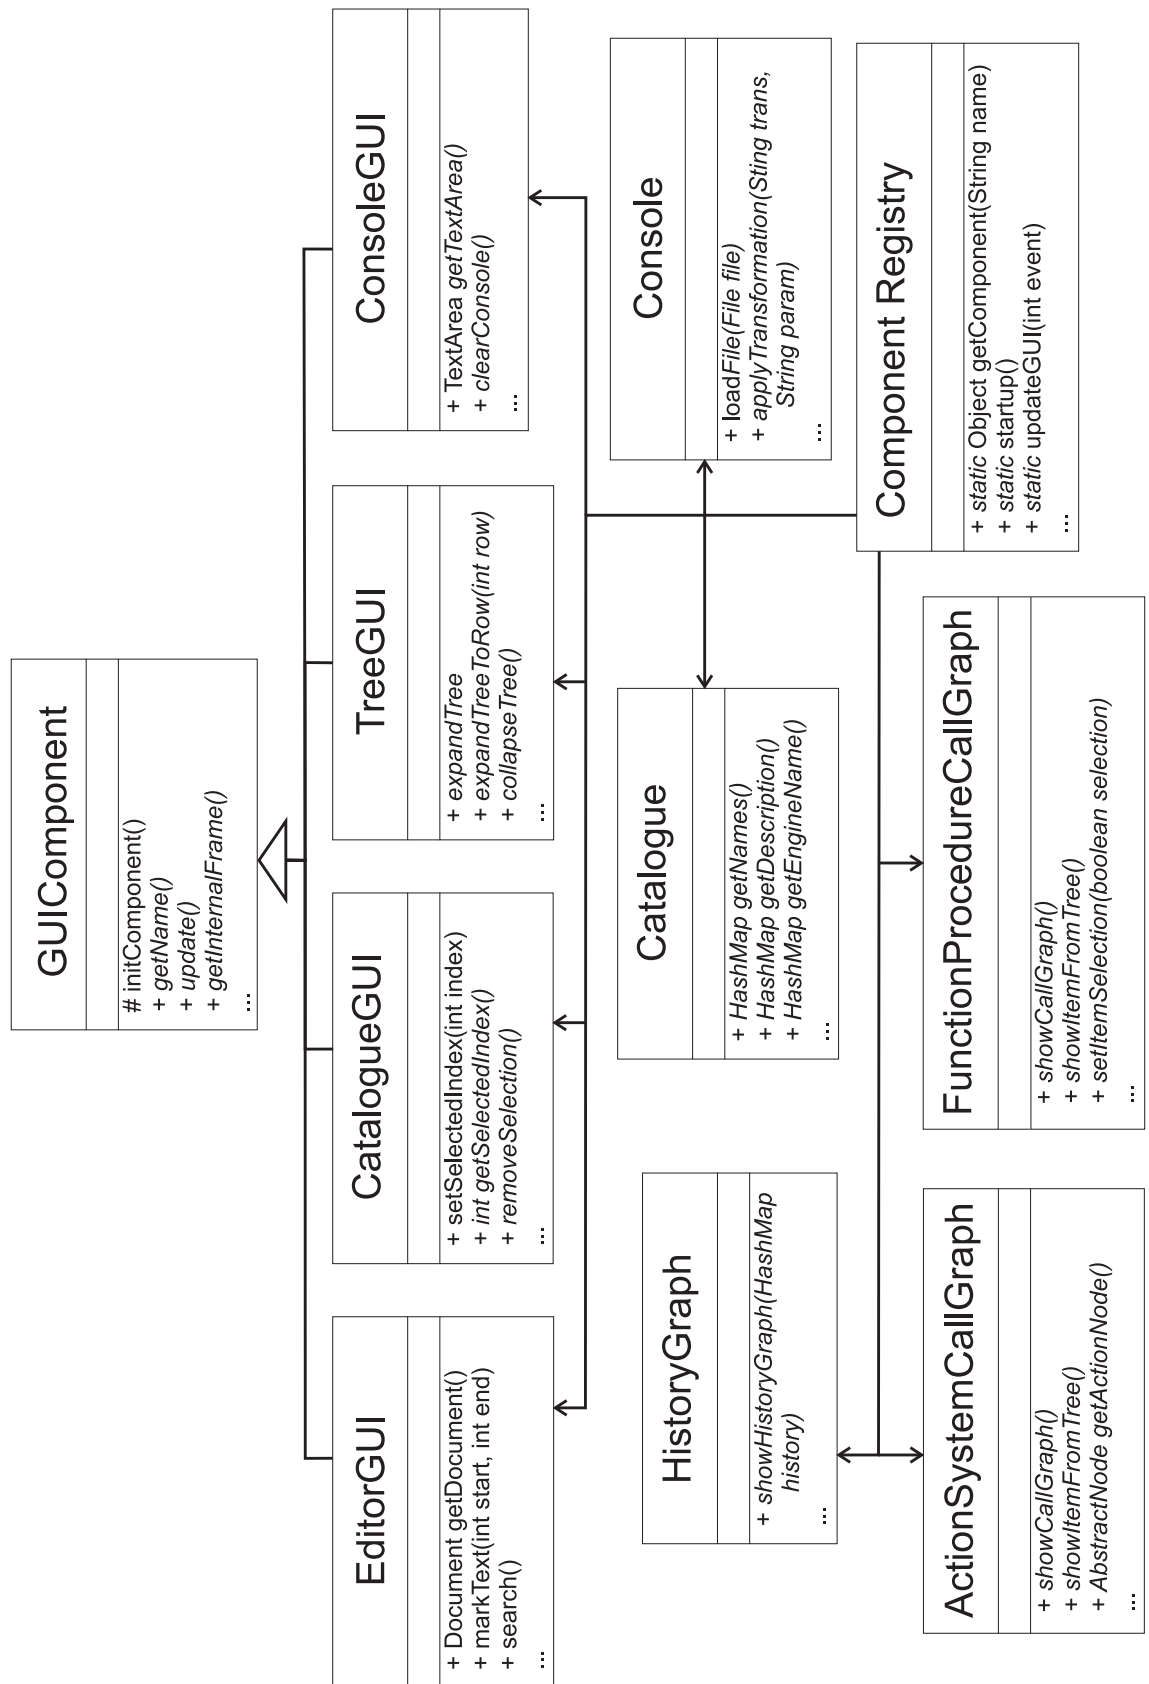 GUIComponent
# initComponent()
+ getName()
+ update()
+ getInternalFrame()
...
EditorGUI
+ Document getDocument()
+ markText(int start, int end)
+ search()
...
CatalogueGUI
+ setSelectedIndex(int index)
+ int getSelectedIndex()
+ removeSelection()
...
TreeGUI
+ expandTree
+ expandTreeToRow(int row)
+ collapseTree()
...
ConsoleGUI
+ TextArea getTextArea()
+ clearConsole()
...
HistoryGraph
+ showHistoryGraph(HashMap
history)
...
Catalogue
+ HashMap getNames()
+ HashMap getDescription()
+ HashMap getEngineName()
...
Console
+ loadFile(File file)
+ applyTransformation(Sting trans,
String param)
...
Component Registry
+ static Object getComponent(String name)
+ static startup()
+ static updateGUI(int event)
...
ActionSystemCallGraph
+ showCallGraph()
+ showItemFromTree()
+ AbstractNode getActionNode()
...
FunctionProcedureCallGraph
+ showCallGraph()
+ showItemFromTree()
+ setItemSelection(boolean selection)
...